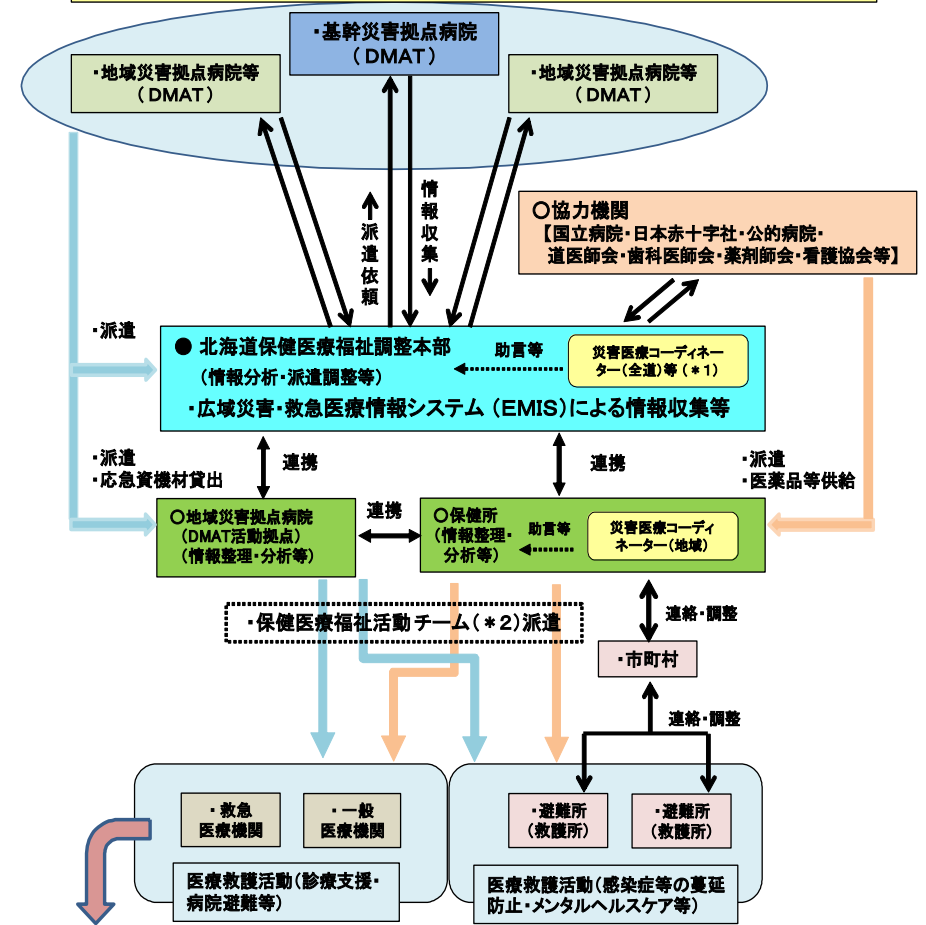 ・基幹災害拠点病院
（DMAT）
・地域災害拠点病院等
（DMAT）
・地域災害拠点病院等
（DMAT）
派遣依頼
情報収集
〇協力機関
【国立病院・日本赤十字社・公的病院・
道医師会・歯科医師会・薬剤師会・看護協会等】
・派遣
● 北海道保健医療福祉調整本部
（情報分析・派遣調整等）
助言等
災害医療コーディネー
ター（全道）等（＊1）
・広域災害・救急医療情報システム（EMIS）による情報収集等
・派遣
・応急資機材貸出
連携
連携
・派遣
・医薬品等供給
〇地域災害拠点病院
（DMAT活動拠点）
（情報整理・分析等）
連携
〇保健所
（情報整理・
分析等）
助言等
災害医療コーディ
ネーター（地域）
・保健医療福祉活動チーム（＊２）派遣
連絡・調整
・市町村
連絡・調整
・救急
医療機関
・一般
医療機関
・避難所
（救護所）
・避難所
（救護所）
医療救護活動（診療支援・
病院避難等）
医療救護活動（感染症等の蔓延
防止・メンタルヘルスケア等）